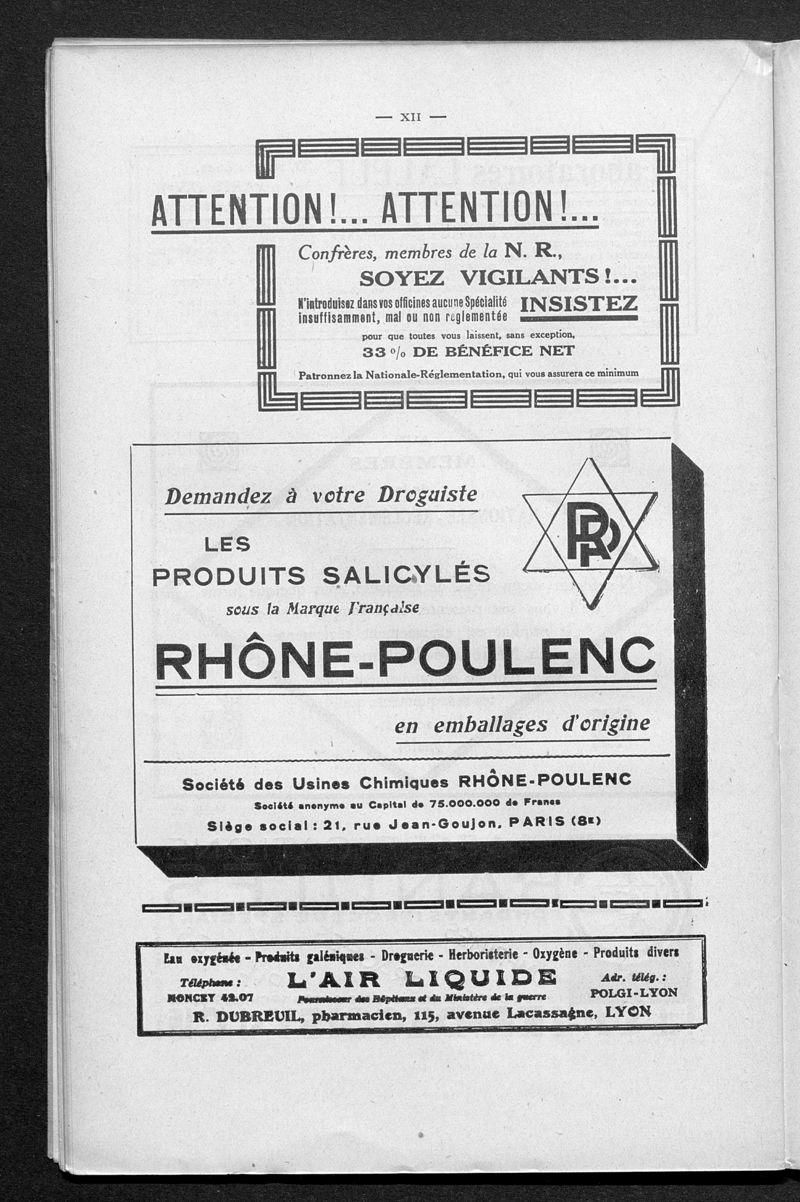 — XII —
ATTENTION!... ATTENTION!...
Confrères, membres de la N. R.,
SOYEZ VIGILANTS!...
N'introduisez dans vos officines aucune Spécialité
insuffisamment, mal ou non réglementée
INSISTEZ
pour que toutes vous laissent, sans exception,
33 % DE BÉNÉFICE NET
Patronnez la Nationale-Réglementation, qui vous assurera ce minimum
Demandez à votre Droguiste
LES
PRODUITS SALICYLÉS
sous la Marque Française
RHÔNE-POULENC
en emballages d'origine
Société des Usines Chimiques RHÔNE-POULENC
Société anonyme au Capital de 75.000.000 de Francs
Siège social : 21, rue Jean-Goujon, PARIS (8e)
Eau oxygénée - Produits galéniques - Droguerie - Herboristerie - Oxygène - Produits divers
Téléphone :
MONCEY 42.07
L'AIR LIQUIDE
Fournisseur des Hôpitaux et du Ministère de la guerre
Adr. télég. :
POLGI-LYON
R. DUBREUIL, pharmacien, 115, avenue Lacassagne, LYON